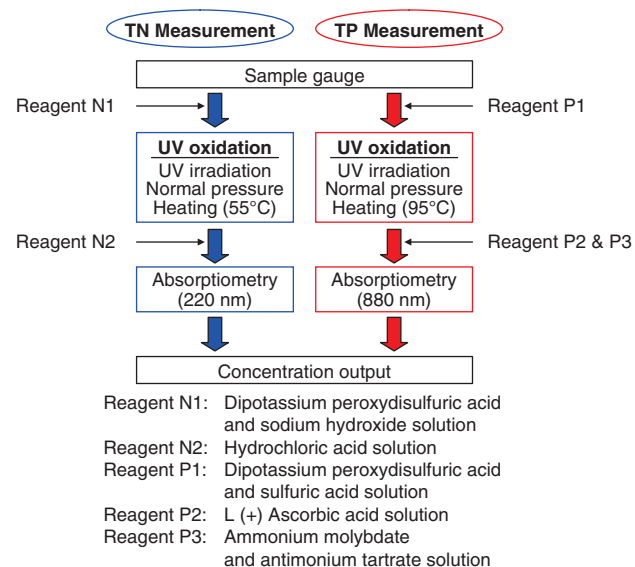 TN Measurement
TP Measurement
Sample gauge
Reagent N1
Reagent P1
UV oxidation
UV irradiation
Normal pressure
Heating (55°C)
UV oxidation
UV irradiation
Normal pressure
Heating (95°C)
Reagent N2
Reagent P2 & P3
Absorptiometry
(220 nm)
Absorptiometry
(880 nm)
Concentration output
Reagent N1: Dipotassium peroxydisulfuric acid
and sodium hydroxide solution
Reagent N2: Hydrochloric acid solution
Reagent P1: Dipotassium peroxydisulfuric acid
and sulfuric acid solution
Reagent P2: L (+) Ascorbic acid solution
Reagent P3: Ammonium molybdate
and antimonium tartrate solution